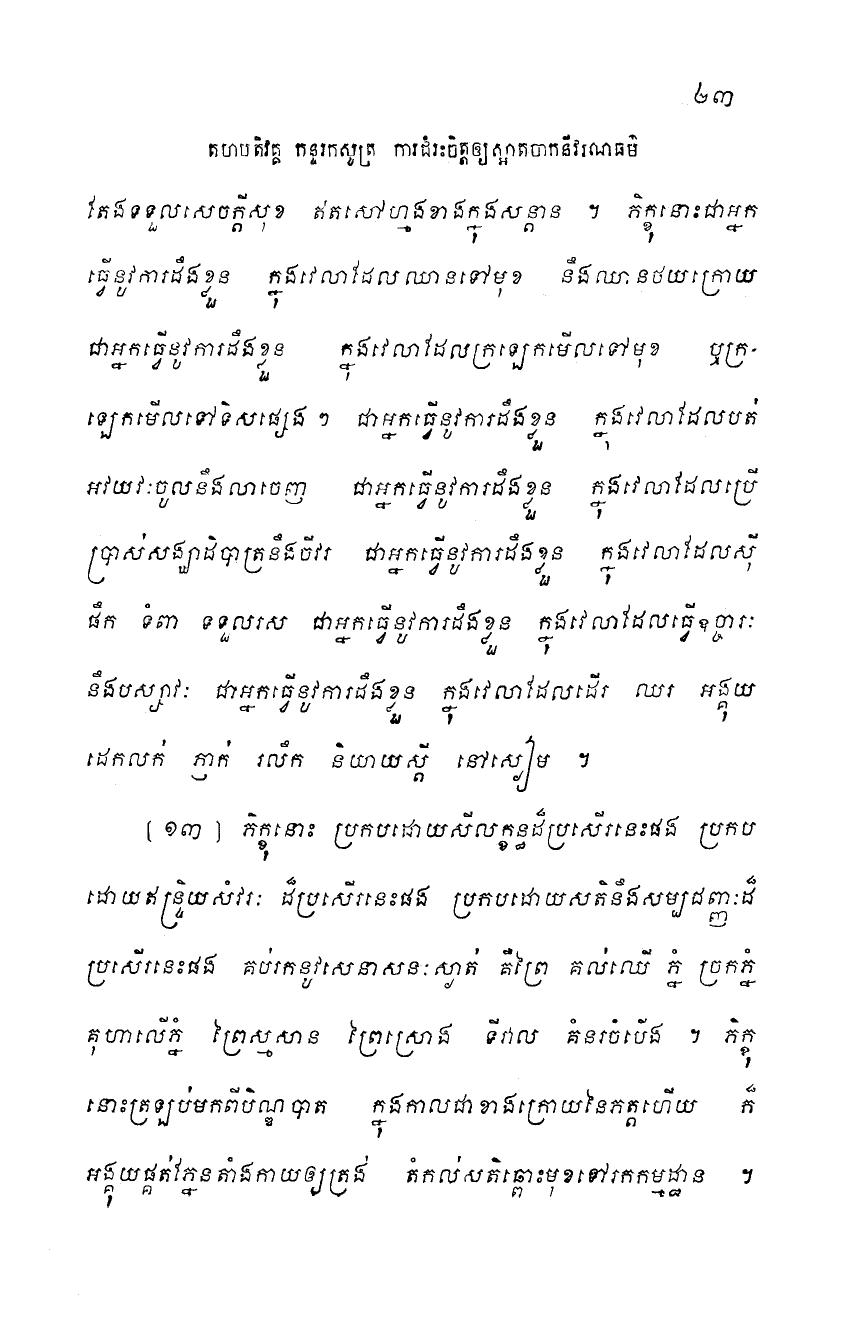 ២៣
គហបតិវគ្គ កន្ទរកសូត្រ ការជំរះចិត្តឲ្យស្អាតចាកនីវរណធម៌
តែងទទួលសេចក្តីសុខ ឥតសៅហ្មងខាងក្នុងសន្តាន ។ ភិក្ខុនោះជាអ្នក
ធ្វើនូវការដឹងខ្លួន ក្នុងវេលាដែលឈានទៅមុខ នឹងឈានថយក្រោយ
ជាអ្នកធ្វើនូវការដឹងខ្លួន ក្នុងវេលាដែលក្រឡេកមើលទៅមុខ ឬក្រ-
ឡេកមើលទៅទិសផ្សេង ៗ ជាអ្នកធ្វើនូវការដឹងខ្លួន ក្នុងវេលាដែលបត់
អវយវៈចូលនឹងលាចេញ ជាអ្នកធ្វើនូវការដឹងខ្លួន ក្នុងវេលាដែលប្រើ
ប្រាស់សង្ឃាដិបាត្រនឹងចីវរ ជាអ្នកធ្វើនូវការដឹងខ្លួន ក្នុងវេលាដែលស៊ី
ផឹក ទំពា ទទួលរស ជាអ្នកធ្វើនូវការដឹងខ្លួន ក្នុងវេលាដែលធ្វើឧច្ចារៈ
នឹងបស្សាវៈ ជាអ្នកធ្វើនូវការដឹងខ្លួន ក្នុងវេលាដែលដើរ ឈរ អង្គុយ
ដេកលក់ ភ្ញាក់ រលឹក និយាយស្តី នៅស្ងៀម ។
(១៣) ភិក្ខុនោះ ប្រកបដោយសីលក្ខន្ធដ៏ប្រសើរនេះផង ប្រកប
ដោយឥន្ទ្រិយសំវរៈ ដ៏ប្រសើរនេះផង ប្រកបដោយសតិនឹងសម្បជញ្ញៈដ៏
ប្រសើរនេះផង គប់រកនូវសេនាសនៈស្ងាត់ គឺព្រៃ គល់ឈើ ភ្នំ ច្រកភ្នំ
គុហាលើភ្នំ ព្រៃស្មសាន ព្រៃស្រោង ទីវាល គំនរចំបើង ។ ភិក្ខុ
នោះត្រឡប់មកពីបិណ្ឌបាត ក្នុងកាលជាខាងក្រោយនៃភត្តហើយ ក៏
អង្គុយផ្គត់ភ្នែនតាំងកាយឲ្យត្រង់ តំកល់សតិឆ្ពោះមុខទៅរកកម្មដ្ឋាន ។